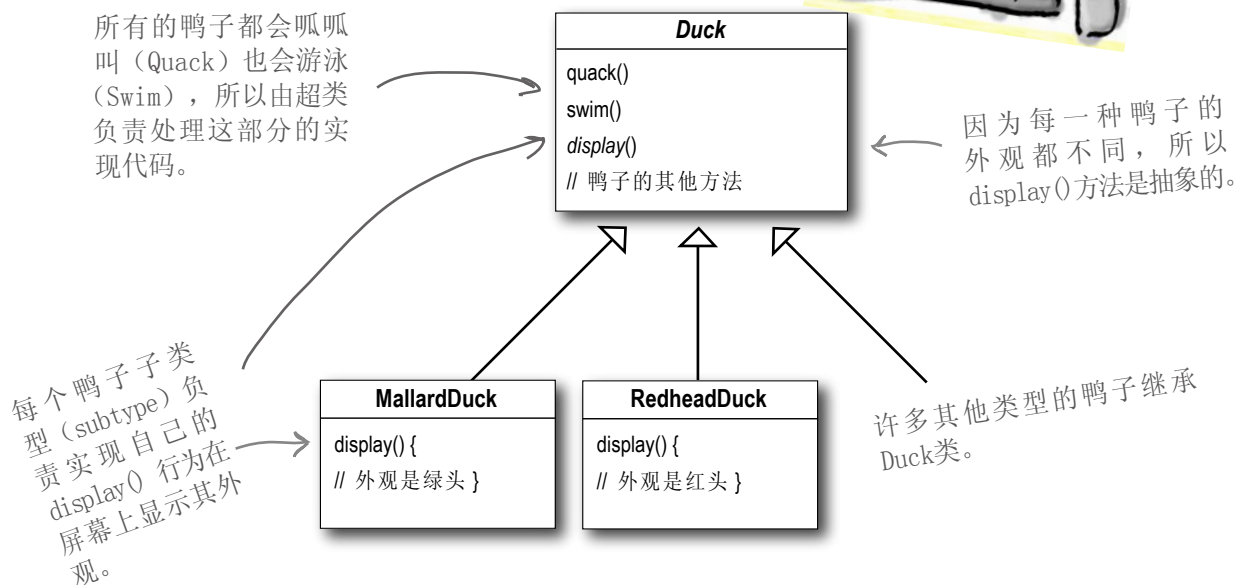 所有的鸭子都会呱呱
叫（Quack）也会游泳
（Swim），所以由超类
负责处理这部分的实
现代码。
Duck
quack()
swim()
display()
// 鸭子的其他方法
因为每一种鸭子的
外观都不同，所以
display()方法是抽象的。
每个鸭子子类
型（subtype）负
责实现自己的
display() 行为在
屏幕上显示其外
观。
MallardDuck
display() {
// 外观是绿头 }
RedheadDuck
display() {
// 外观是红头 }
许多其他类型的鸭子继承
Duck类。